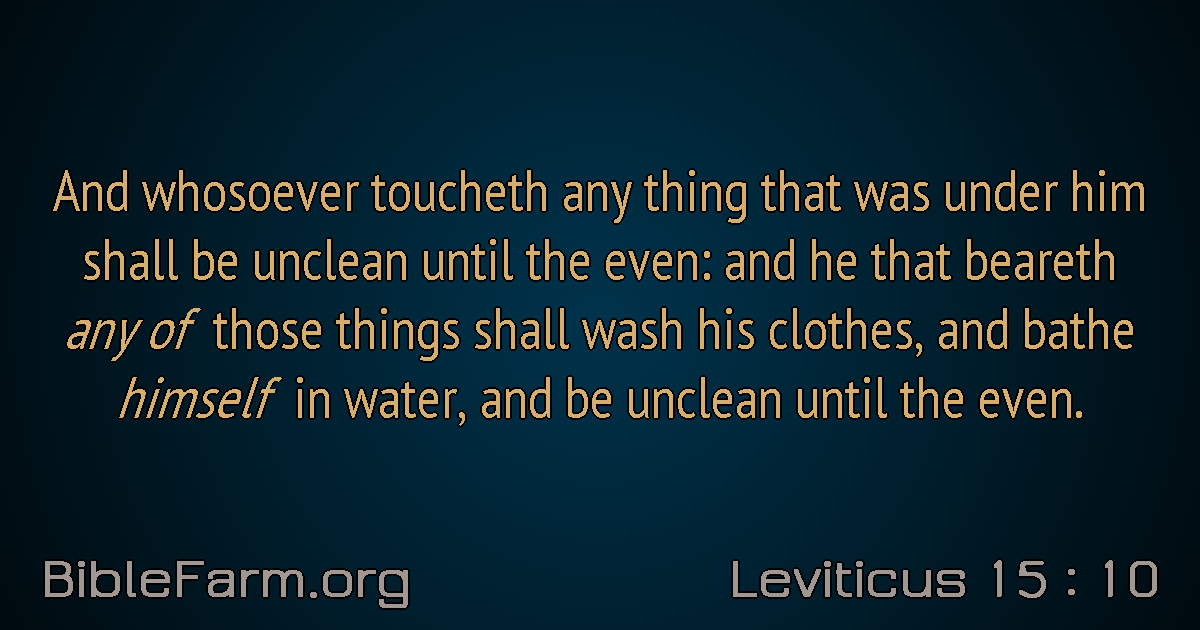 And whosoever toucheth any thing that was under him
shall be unclean until the even: and he that beareth
any of those things shall wash his clothes, and bathe
himself in water, and be unclean until the even.
BibleFarm.org
Leviticus 15 : 10